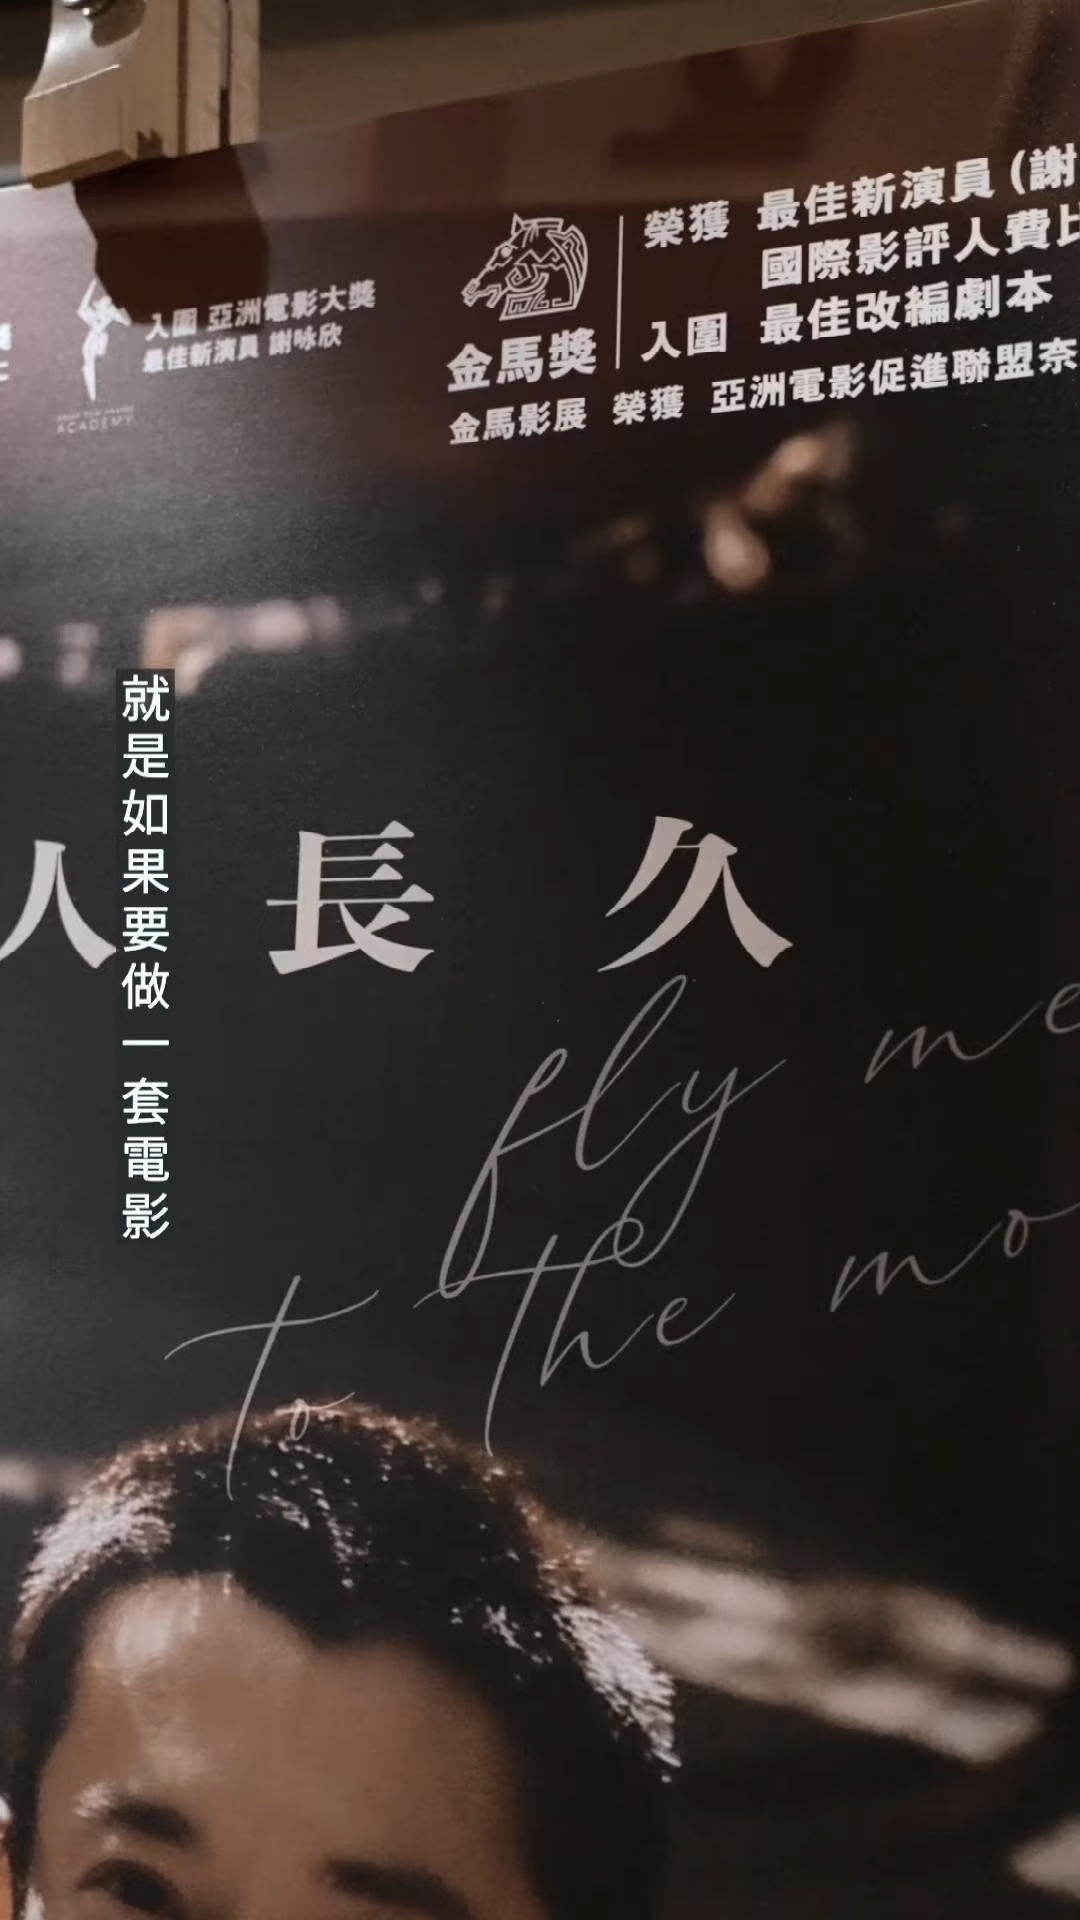 入圍 亞洲電影大獎
最佳新演員 謝咏欣
ACADEMY
金馬獎
榮獲 最佳新演員(謝
國際影評人費比
入圍 最佳改編劇本
金馬影展 榮獲 亞洲電影促進聯盟奈
就是如果要做一套電影
人長久
fly me
to the mo